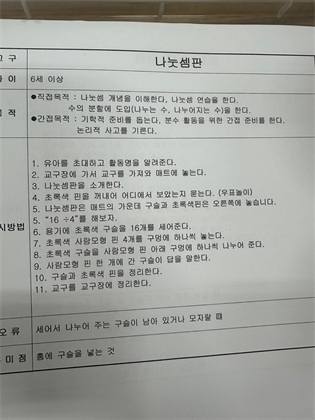 교 구 나눗셈판
이 6세 이상
●직접목적 : 나눗셈 개념을 이해한다. 나눗셈 연습을 한다.
수의 분할에 도입(나누는 수, 나누어지는 수)을 한다.
적 ●간접목적 : 기학적 준비를 돕는다, 분수 활동을 위한 간접 준비를 한다.
논리적 사고를 기른다.
1. 유아를 초대하고 활동명을 알려준다.
2. 교구장에 가서 교구를 가져와 매트에 놓는다.
3. 나눗셈판을 소개한다.
4. 초록색 핀을 꺼내어 어디에서 보았는지 묻는다. (우표놀이)
5. 나눗셈판은 매트의 가운데 구슬과 초록색핀은 오른쪽에 놓습니다.
시방법 5. “16 ÷4”를 해보자.
6. 용기에 초록색 구슬을 16개를 세어준다.
7. 초록색 사람모형 핀 4개를 구멍에 하나씩 놓는다.
8. 초록색 구슬을 사람모형 핀 아래 구멍에 하나씩 나누어 준다.
9. 사람모형 핀 한 개에 간 구슬이 답을 말한다.
10. 구슬과 초록색 핀을 정리한다.
11. 교구를 교구장에 정리한다.
오 류 세어서 나누어 주는 구슬이 남아 있거나 모자랄 때
미 점 홈에 구슬을 넣는 것